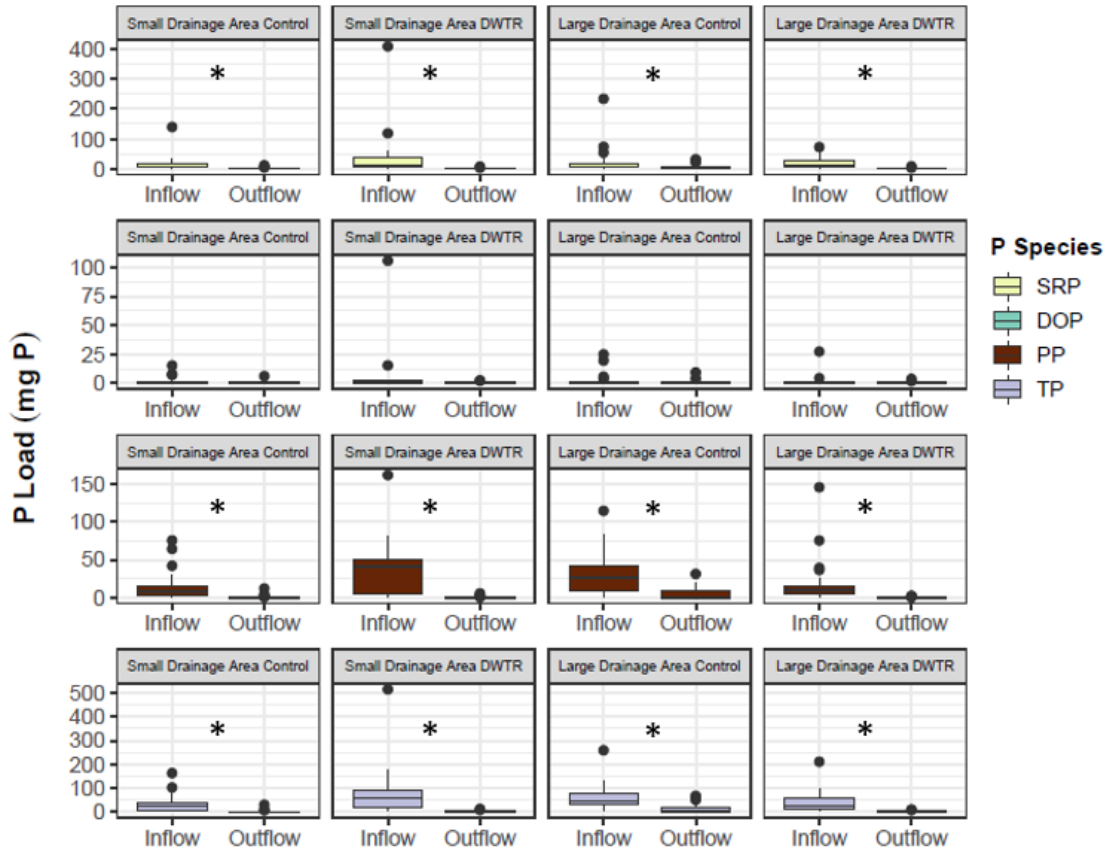 Small Drainage Area Control Small Drainage Area DWTR Large Drainage Area Control Large Drainage Area DWTR
400
300
200
100
0
* * * *
Inflow Outflow Inflow Outflow Inflow Outflow Inflow Outflow
Small Drainage Area Control Small Drainage Area DWTR Large Drainage Area Control Large Drainage Area DWTR
100
75
50
25
0
Inflow Outflow Inflow Outflow Inflow Outflow Inflow Outflow
Small Drainage Area Control Small Drainage Area DWTR Large Drainage Area Control Large Drainage Area DWTR
150
100
50
0
* * * *
Inflow Outflow Inflow Outflow Inflow Outflow Inflow Outflow
Small Drainage Area Control Small Drainage Area DWTR Large Drainage Area Control Large Drainage Area DWTR
500
400
300
200
100
0
* * * *
Inflow Outflow Inflow Outflow Inflow Outflow Inflow Outflow
P Load (mg P)
P Species
SRP
DOP
PP
TP